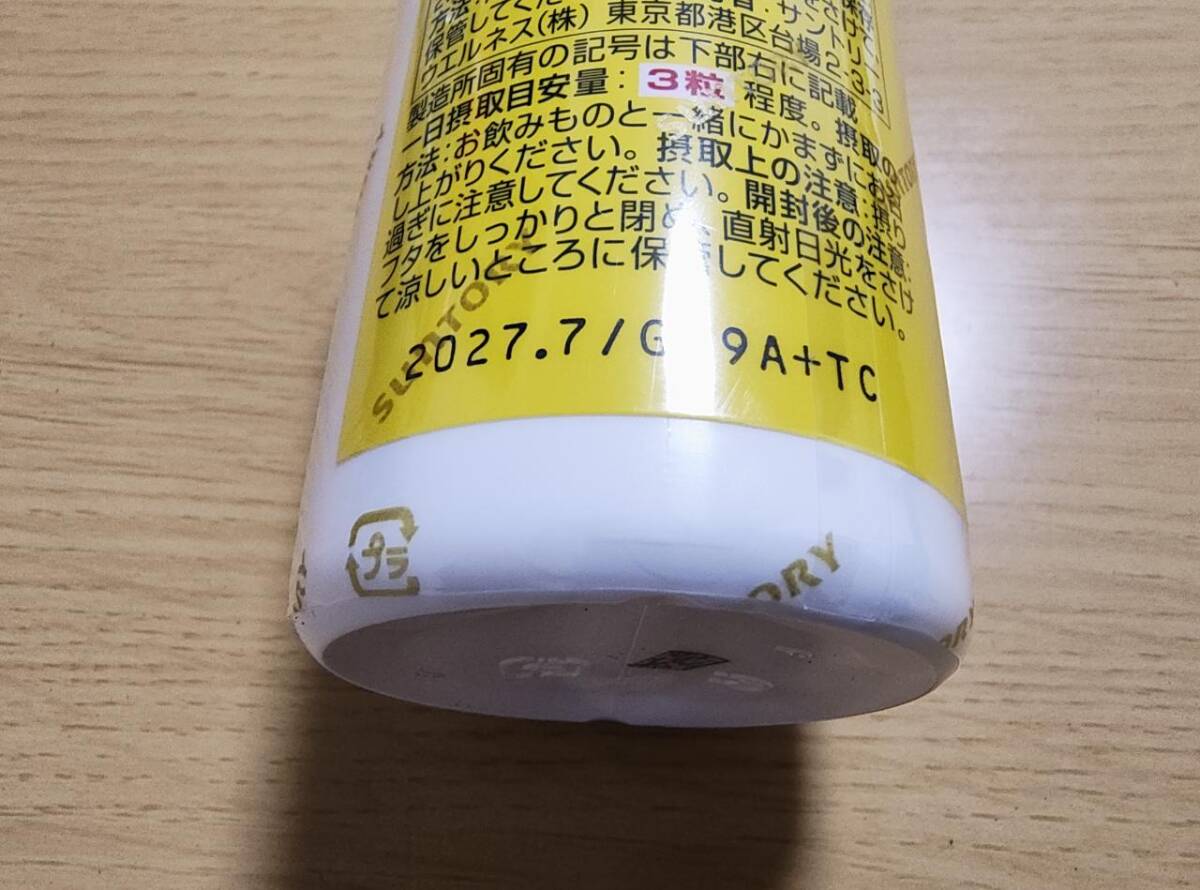 保管してくだ
ウエルネス(株) 東京都港区台場2-3-3
製造所固有の記号は下部右に記載
一日摂取目安量:3粒程度。摂取の
方法:お飲みものと一緒にかまずにお
し上がりください。摂取上の注意:摂り
過ぎに注意してください。開封後の注意:
フタをしっかりと閉め、直射日光をさけ
て涼しいところに保管してください。
SUNTORY
2027.7/G 9A+TC
プラ
ORY